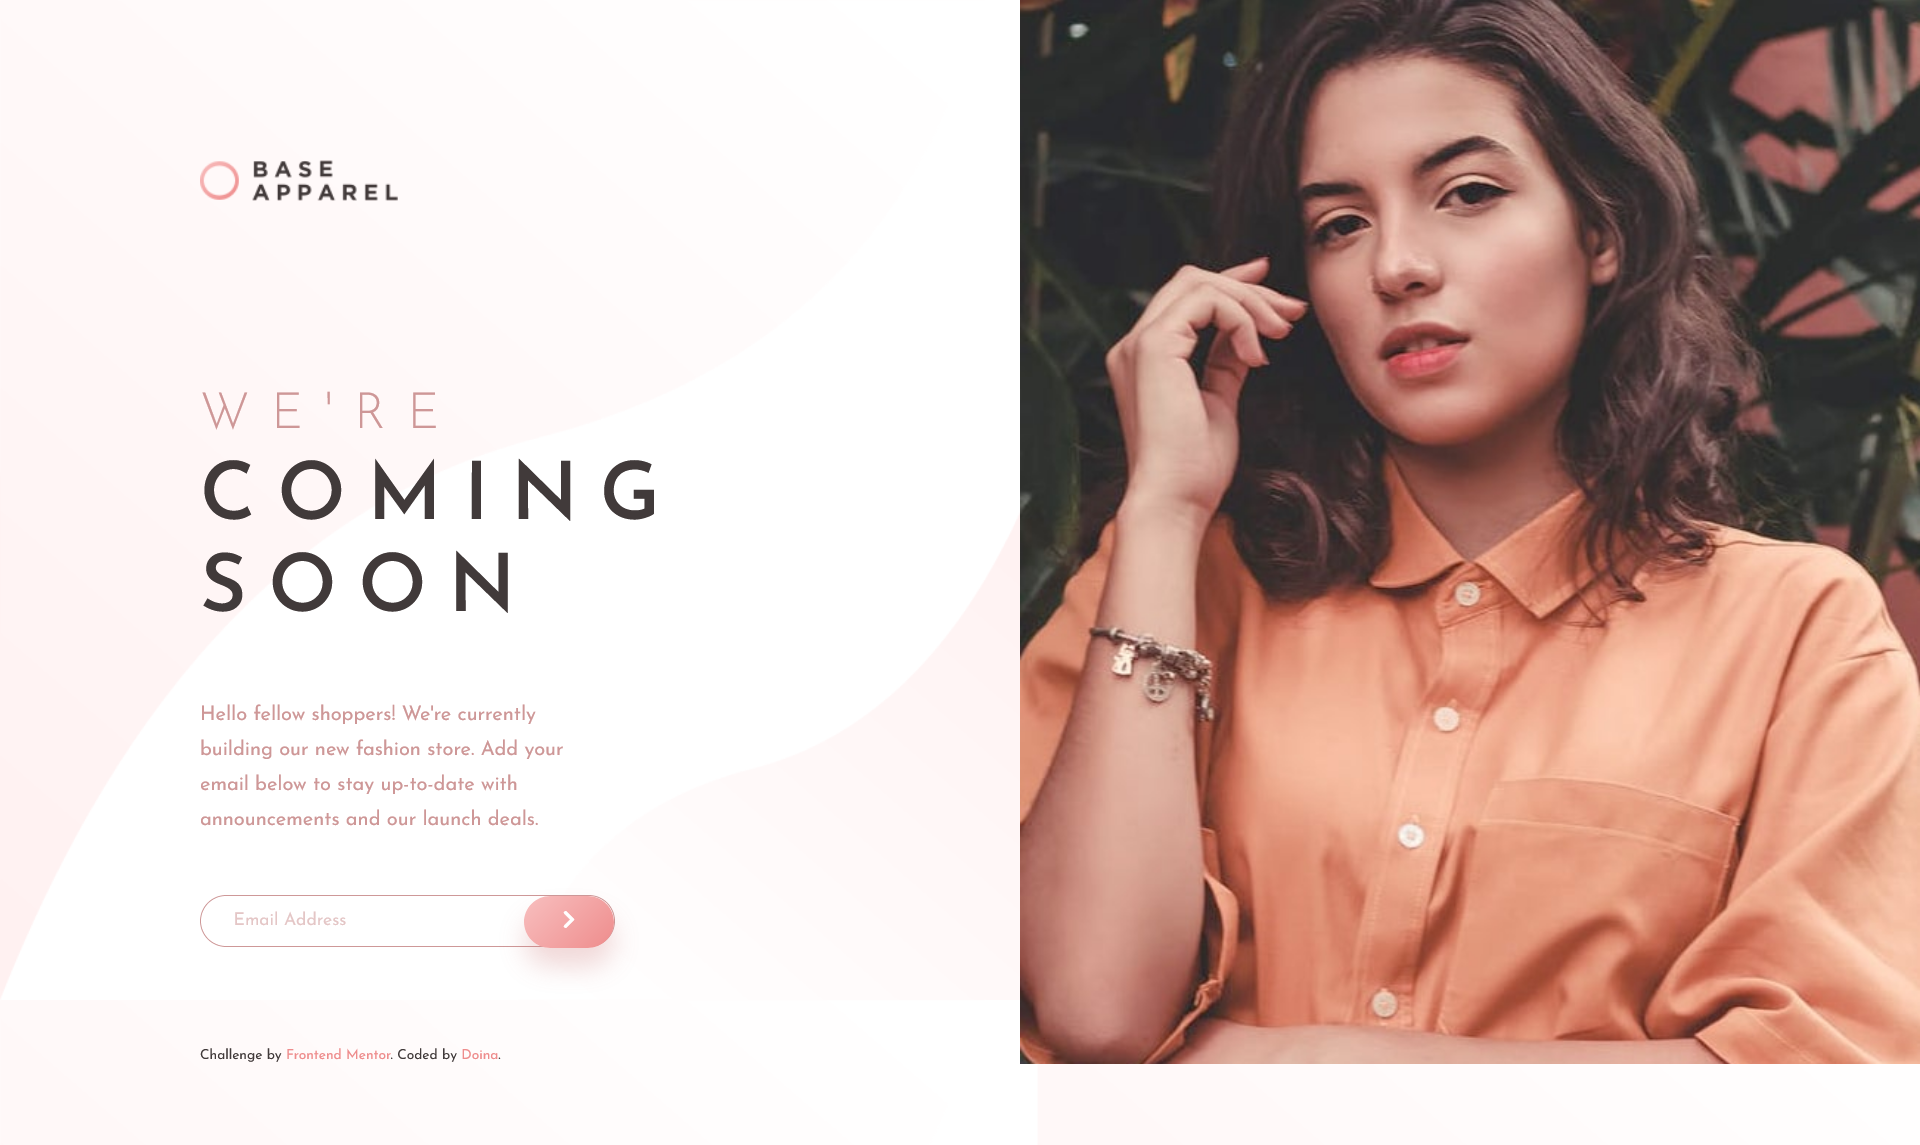 BASE
APPAREL
WE'RE
COMING
SOON
Hello fellow shoppers! We're currently
building our new fashion store. Add your
email below to stay up-to-date with
announcements and our launch deals.
Email Address
Challenge by Frontend Mentor. Coded by Doina.